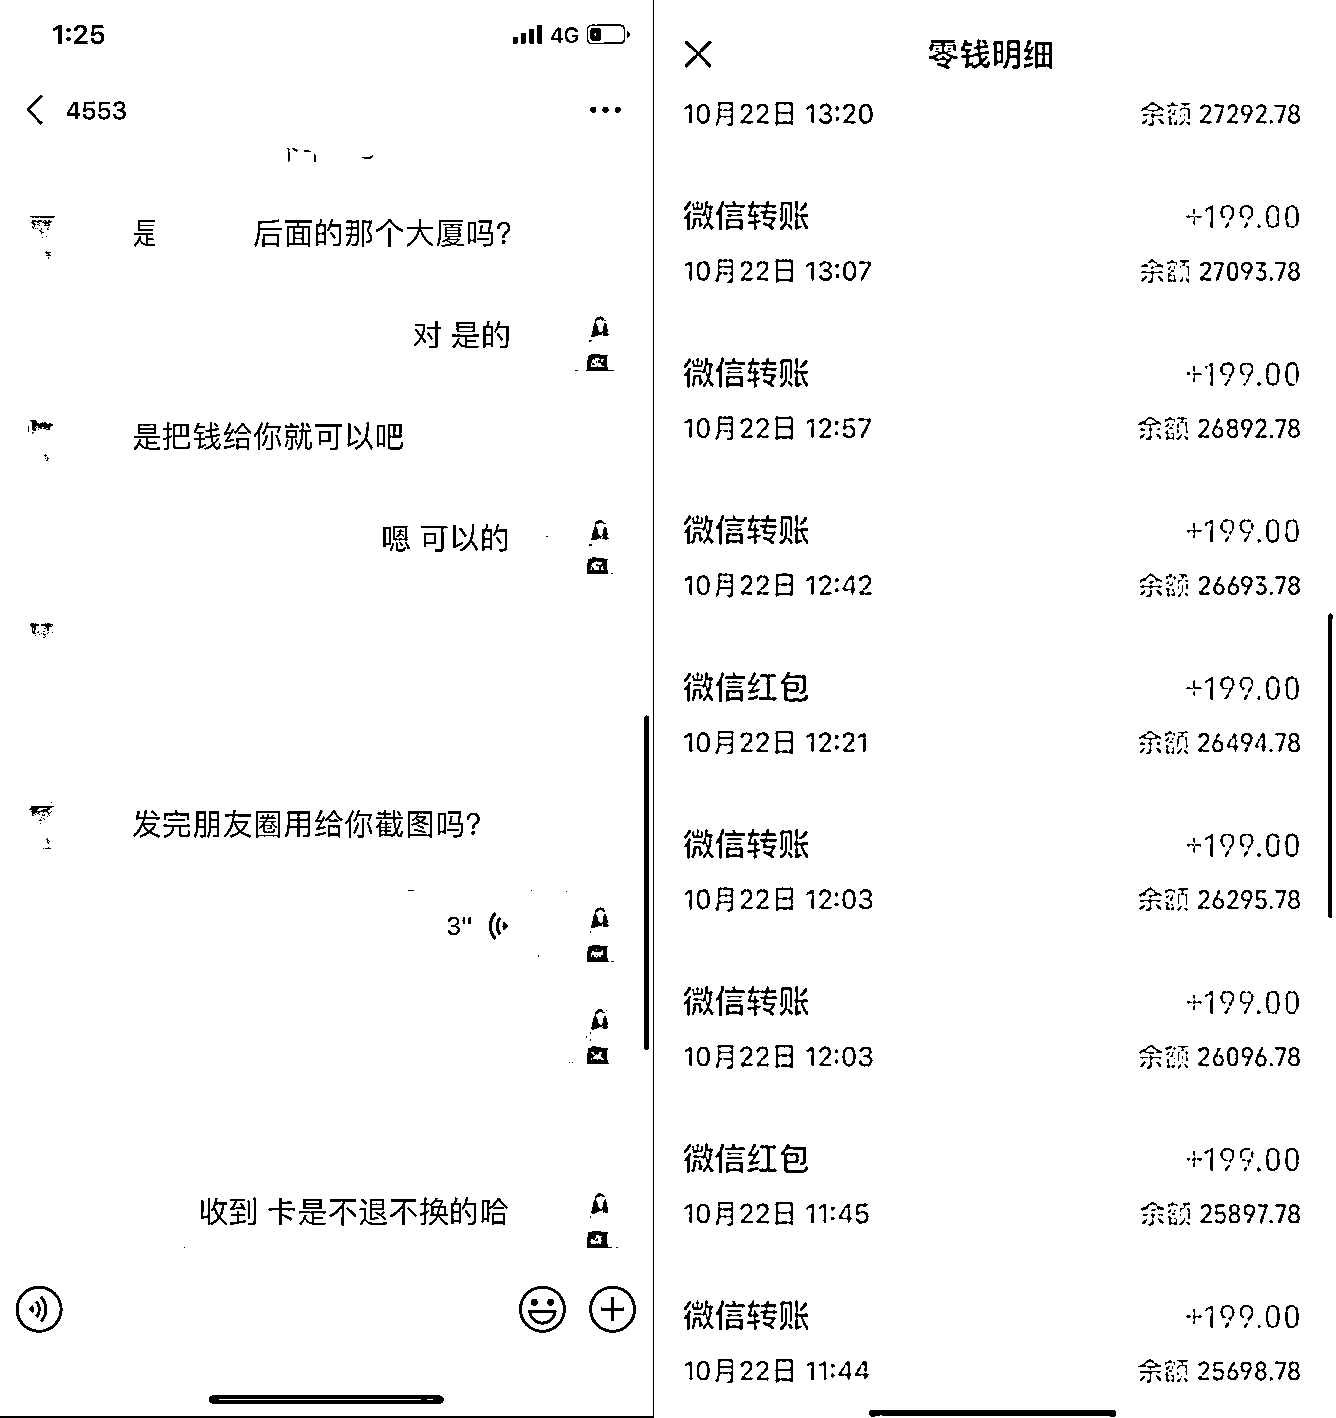 1:25
4G
4553
是 后面的那个大厦吗?
对 是的
是把钱给你就可以吧
嗯 可以的
发完朋友圈用给你截图吗?
3"
收到 卡是不退不换的哈
零钱明细
10月22日 13:20 余额 27292.78
微信转账 +199.00
10月22日 13:07 余额 27093.78
微信转账 +199.00
10月22日 12:57 余额 26892.78
微信转账 +199.00
10月22日 12:42 余额 26693.78
微信红包 +199.00
10月22日 12:21 余额 26494.78
微信转账 +199.00
10月22日 12:03 余额 26295.78
微信转账 +199.00
10月22日 12:03 余额 26096.78
微信红包 +199.00
10月22日 11:45 余额 25897.78
微信转账 +199.00
10月22日 11:44 余额 25698.78